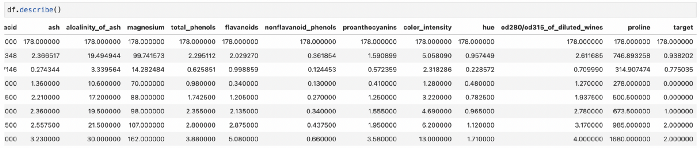 df.describe()
acid ash alcalinity_of_ash magnesium total_phenols flavanoids nonflavanoid_phenols proanthocyanins color_intensity hue od280/od315_of_diluted_wines proline target
000 178.000000 178.000000 178.000000 178.000000 178.000000 178.000000 178.000000 178.000000 178.000000 178.000000 178.000000 178.000000
348 2.366517 19.494944 99.741573 2.295112 2.029270 0.361854 1.590899 5.058090 0.957449 2.611685 746.893258 0.938202
7146 0.274344 3.339564 14.282484 0.625851 0.998859 0.124453 0.572359 2.318286 0.228572 0.709990 314.907474 0.775035
000 1.360000 10.600000 70.000000 0.980000 0.340000 0.130000 0.410000 1.280000 0.480000 1.270000 278.000000 0.000000
600 2.210000 17.200000 88.000000 1.742500 1.205000 0.270000 1.250000 3.220000 0.782500 1.937500 500.500000 0.000000
000 2.360000 19.500000 98.000000 2.355000 2.135000 0.340000 1.555000 4.690000 0.965000 2.780000 673.500000 1.000000
500 2.557500 21.500000 107.000000 2.800000 2.875000 0.437500 1.950000 6.200000 1.120000 3.170000 985.000000 2.000000
000 3.230000 30.000000 162.000000 3.880000 5.080000 0.660000 3.580000 13.000000 1.710000 4.000000 1680.000000 2.000000